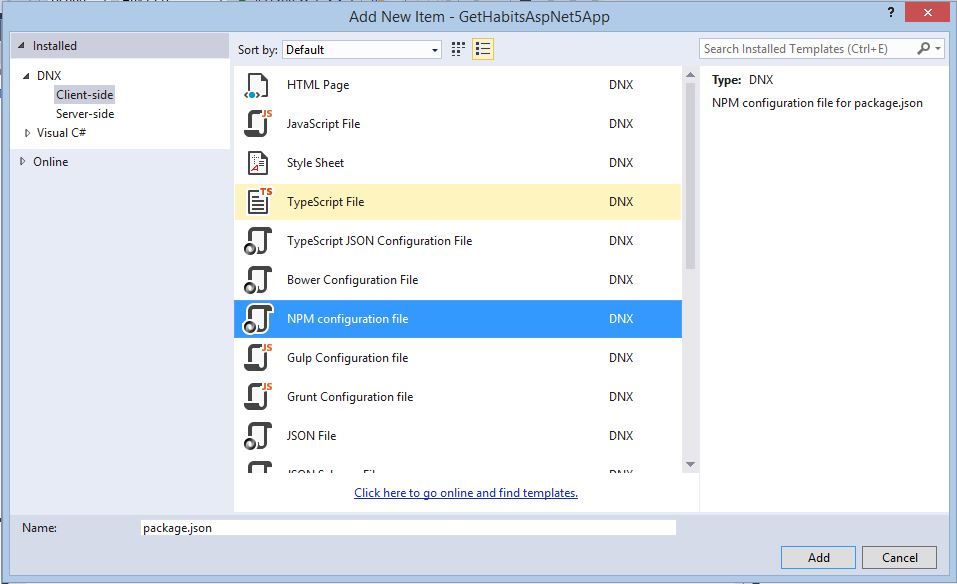 Add New Item - GetHabitsAspNet5App
?
Installed
DNX
Client-side
Server-side
Visual C#
Online
Sort by: Default
Search Installed Templates (Ctrl+E)
HTML Page DNX
JS JavaScript File DNX
Style Sheet DNX
TS TypeScript File DNX
TypeScript JSON Configuration File DNX
Bower Configuration File DNX
NPM configuration file DNX
JS Gulp Configuration file DNX
JS Grunt Configuration file DNX
JSON File DNX
Click here to go online and find templates.
Type: DNX
NPM configuration file for package.json
Name: package.json
Add Cancel